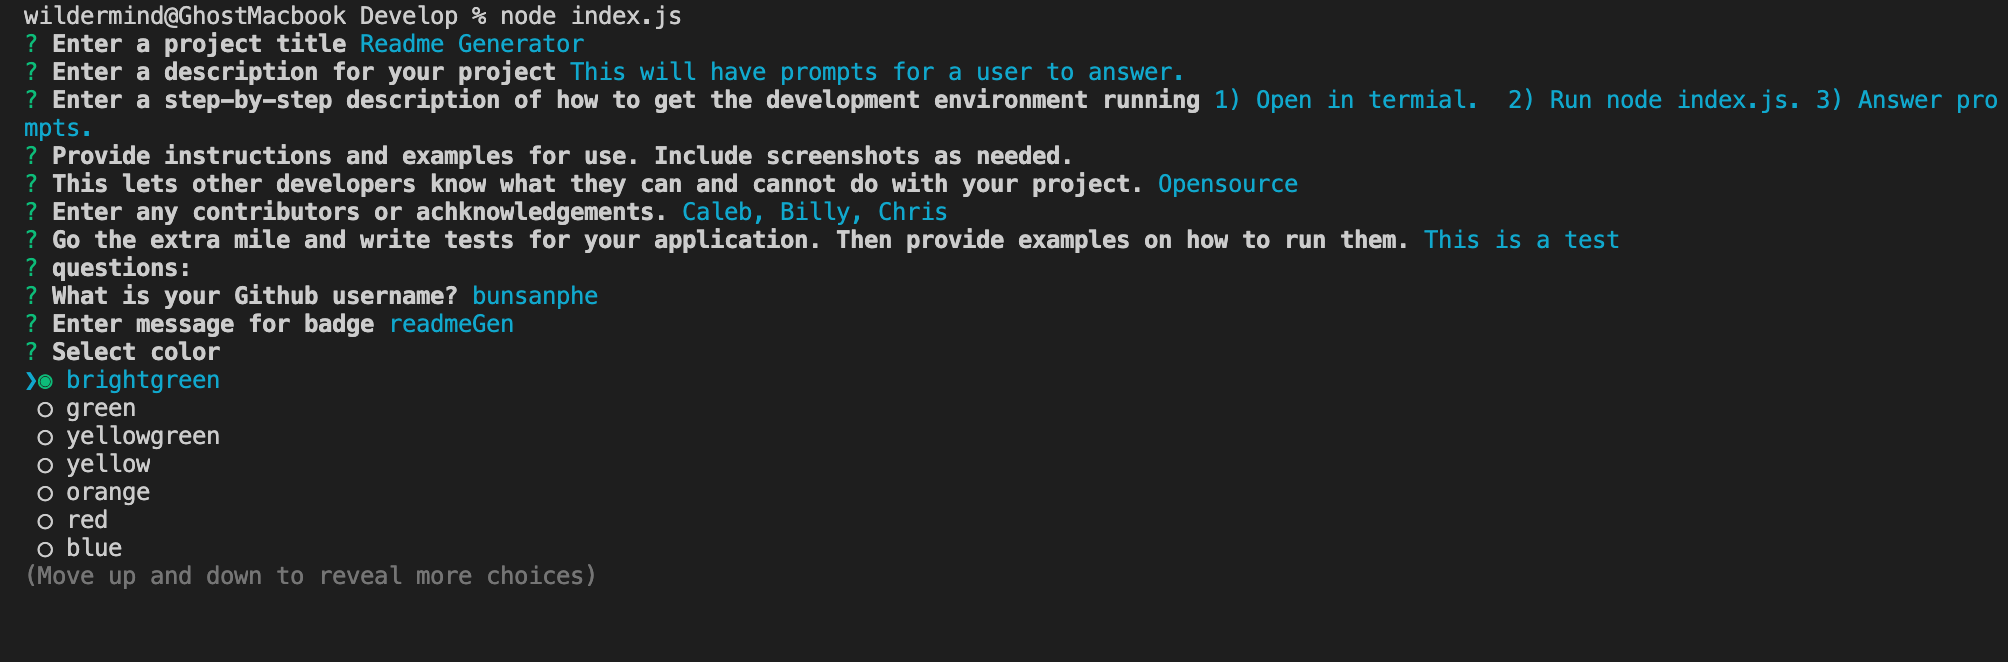 wildermind@GhostMacbook Develop % node index.js
? Enter a project title Readme Generator
? Enter a description for your project This will have prompts for a user to answer.
? Enter a step-by-step description of how to get the development environment running 1) Open in termial.  2) Run node index.js. 3) Answer pro
mpts.
? Provide instructions and examples for use. Include screenshots as needed.
? This lets other developers know what they can and cannot do with your project. Opensource
? Enter any contributors or achknowledgements. Caleb, Billy, Chris
? Go the extra mile and write tests for your application. Then provide examples on how to run them. This is a test
? questions:
? What is your Github username? bunsanphe
? Enter message for badge readmeGen
? Select color
❯◉ brightgreen
◯ green
◯ yellowgreen
◯ yellow
◯ orange
◯ red
◯ blue
(Move up and down to reveal more choices)